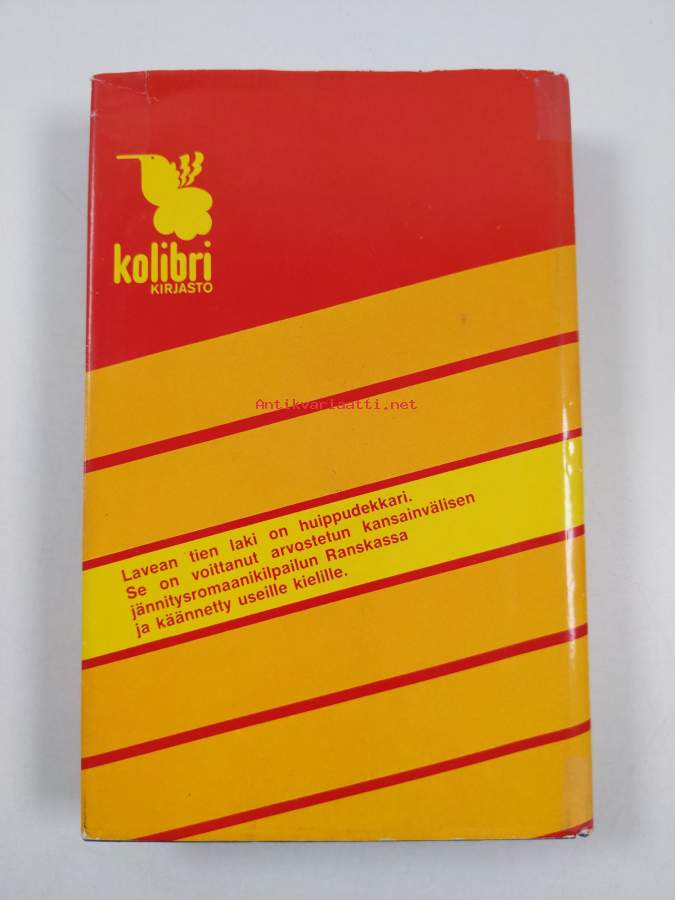 kolibri
KIRJASTO
Antikvariaatti.net
Lavean tien laki on huippudekkari.
Se on voittanut arvostetun kansainvälisen
jännitysromaanikilpailun Ranskassa
ja käännetty useille kielille.